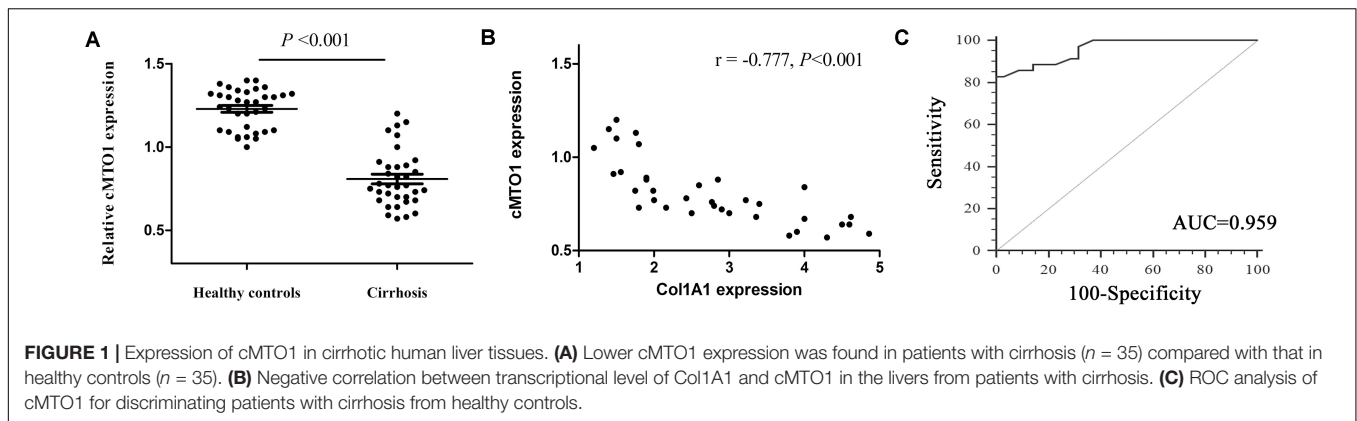 A
P <0.001
Relative cMTO1 expression
1.5
1.0
0.5
Healthy controls
Cirrhosis
B
r = -0.777, P<0.001
cMTO1 expression
1.5
1.0
0.5
1 2 3 4 5
Col1A1 expression
C
Sensitivity
100
80
60
40
20
0
AUC=0.959
0 20 40 60 80 100
100-Specificity
FIGURE 1 | Expression of cMTO1 in cirrhotic human liver tissues. (A) Lower cMTO1 expression was found in patients with cirrhosis (n = 35) compared with that in
healthy controls (n = 35). (B) Negative correlation between transcriptional level of Col1A1 and cMTO1 in the livers from patients with cirrhosis. (C) ROC analysis of
cMTO1 for discriminating patients with cirrhosis from healthy controls.